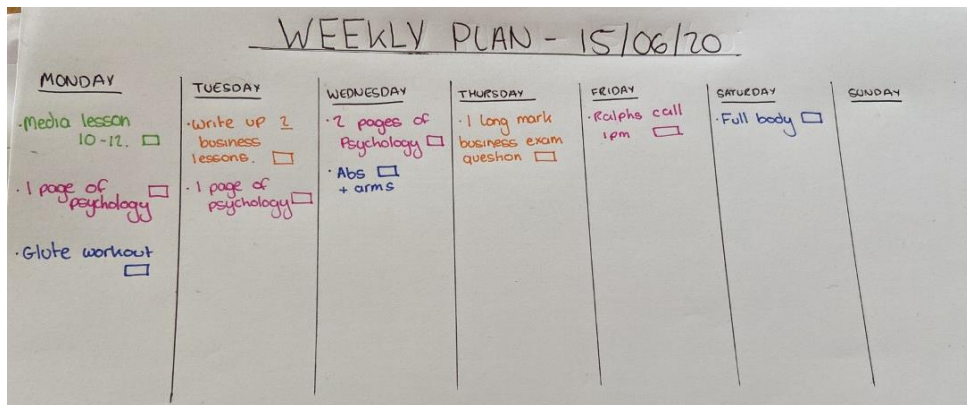 WEEKLY PLAN - 15/06/20
MONDAY
·Media lesson
10-12.
·1 page of
psychology
·Glute workout
TUESDAY
·Write up 2
business
lessons.
·1 page of
psychology
WEDNESDAY
·2 pages of
Psychology
·Abs
+ arms
THURSDAY
·1 long mark
business exam
question
FRIDAY
·Ralphs call
1pm
SATURDAY
·Full body
SUNDAY